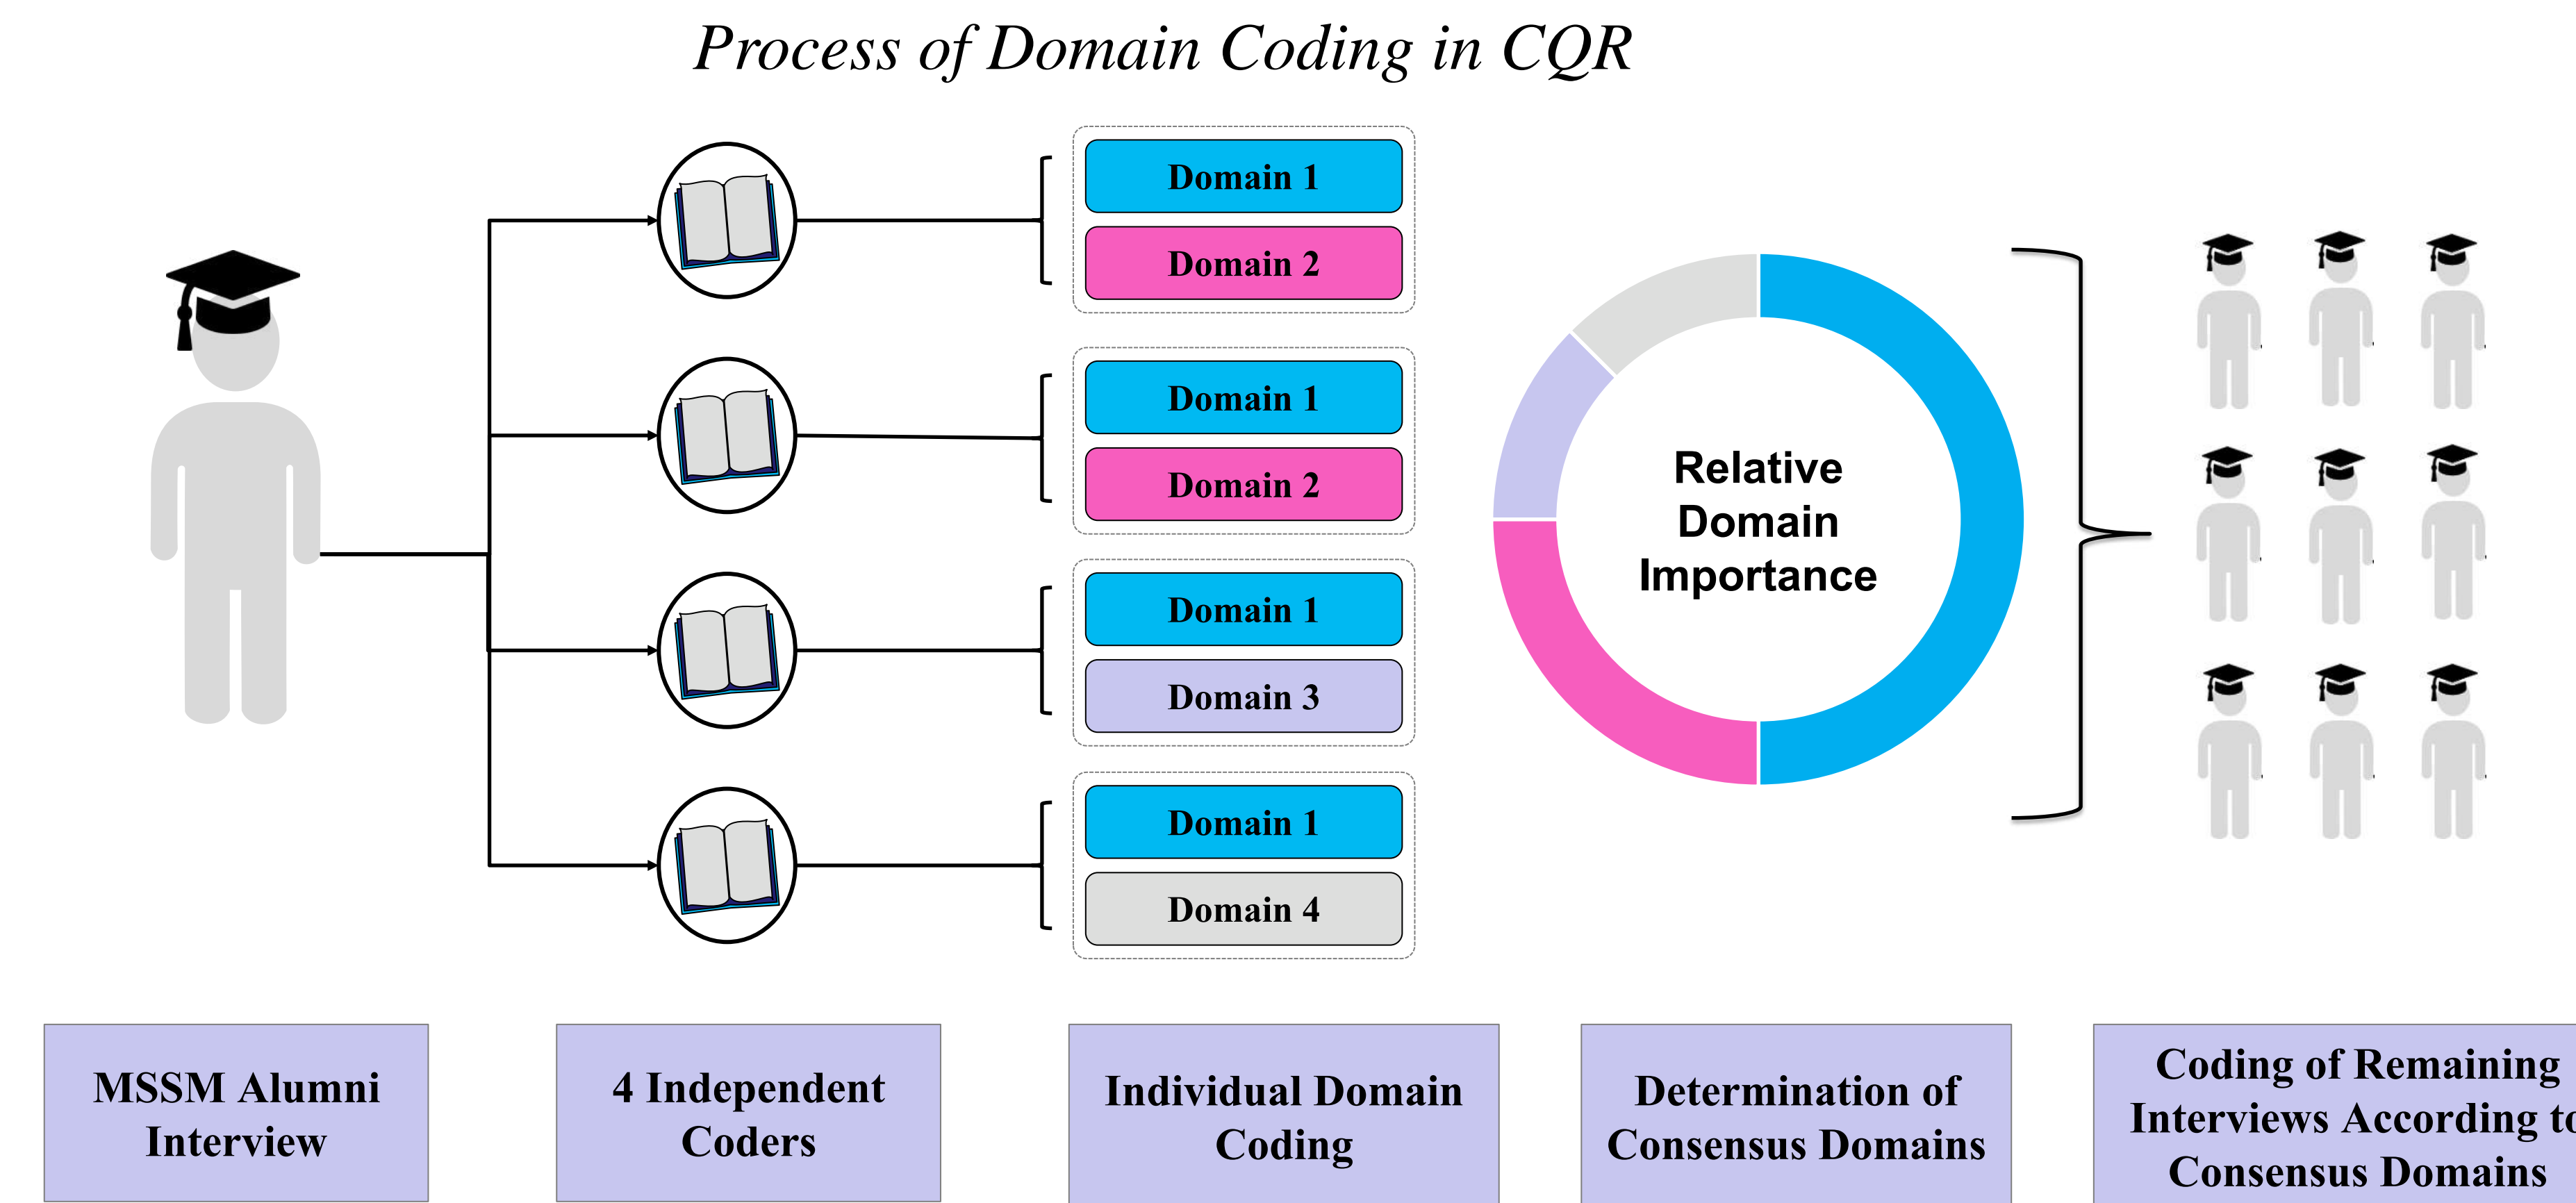 Process of Domain Coding in CQR
Domain 1
Domain 2
Domain 1
Domain 2
Domain 1
Domain 3
Domain 1
Domain 4
Relative
Domain
Importance
MSSM Alumni
Interview
4 Independent
Coders
Individual Domain
Coding
Determination of
Consensus Domains
Coding of Remaining
Interviews According to
Consensus Domains